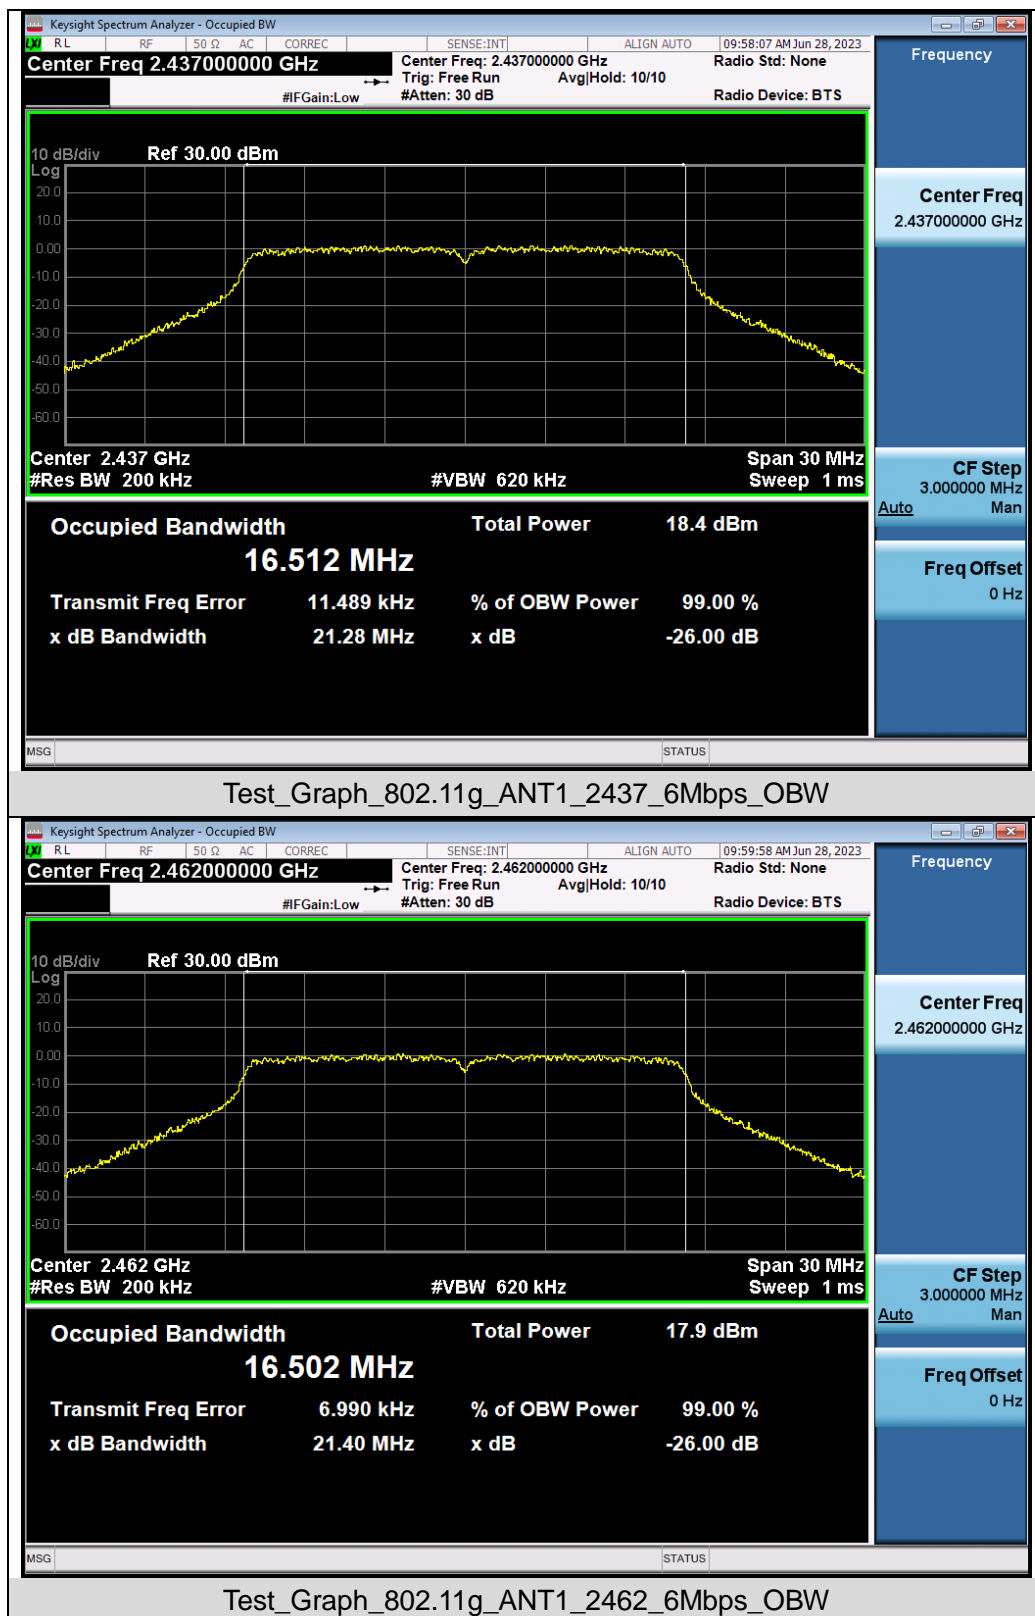 Keysight Spectrum Analyzer - Occupied BW
LXI RL RF 50 Ω AC CORREC SENSE:INT ALIGN AUTO 09:58:07 AM Jun 28, 2023
Center Freq 2.437000000 GHz
Center Freq: 2.437000000 GHz
Radio Std: None
Trig: Free Run Avg|Hold: 10/10
#IFGain:Low
#Atten: 30 dB
Radio Device: BTS
Frequency
10 dB/div Ref 30.00 dBm
Log
20.0
10.0
0.00
-10.0
-20.0
-30.0
-40.0
-50.0
-60.0
Center 2.437 GHz
Span 30 MHz
#Res BW 200 kHz
#VBW 620 kHz
Sweep 1 ms
Center Freq
2.437000000 GHz
CF Step
3.000000 MHz
Auto Man
Freq Offset
0 Hz
Occupied Bandwidth
Total Power 18.4 dBm
16.512 MHz
Transmit Freq Error 11.489 kHz % of OBW Power 99.00 %
x dB Bandwidth 21.28 MHz x dB -26.00 dB
MSG STATUS
Test_Graph_802.11g_ANT1_2437_6Mbps_OBW
Keysight Spectrum Analyzer - Occupied BW
LXI RL RF 50 Ω AC CORREC SENSE:INT ALIGN AUTO 09:59:58 AM Jun 28, 2023
Center Freq 2.462000000 GHz
Center Freq: 2.462000000 GHz
Radio Std: None
Trig: Free Run Avg|Hold: 10/10
#IFGain:Low
#Atten: 30 dB
Radio Device: BTS
Frequency
10 dB/div Ref 30.00 dBm
Log
20.0
10.0
0.00
-10.0
-20.0
-30.0
-40.0
-50.0
-60.0
Center 2.462 GHz
Span 30 MHz
#Res BW 200 kHz
#VBW 620 kHz
Sweep 1 ms
Center Freq
2.462000000 GHz
CF Step
3.000000 MHz
Auto Man
Freq Offset
0 Hz
Occupied Bandwidth
Total Power 17.9 dBm
16.502 MHz
Transmit Freq Error 6.990 kHz % of OBW Power 99.00 %
x dB Bandwidth 21.40 MHz x dB -26.00 dB
MSG STATUS
Test_Graph_802.11g_ANT1_2462_6Mbps_OBW